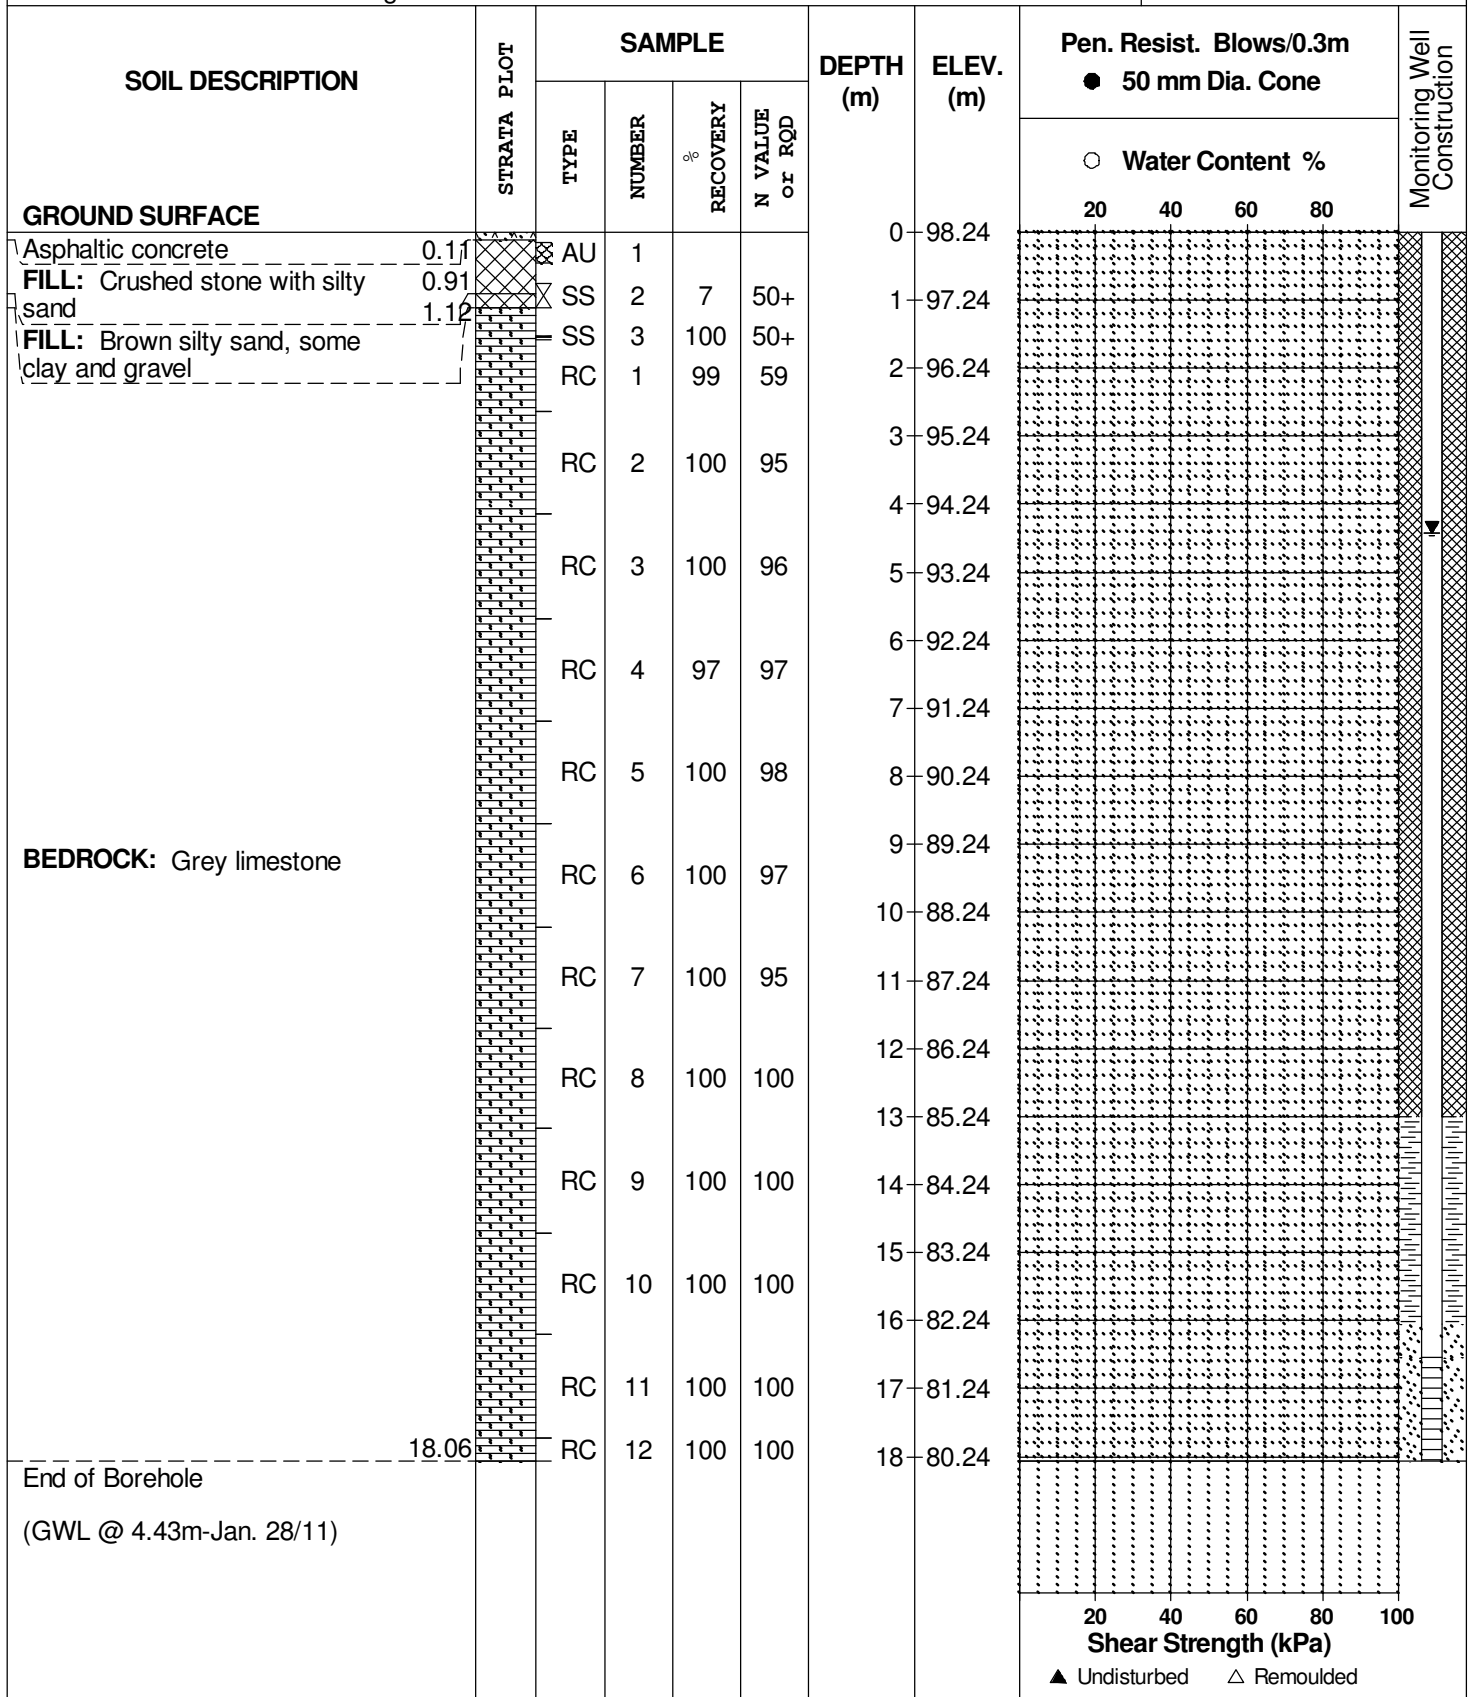 SOIL DESCRIPTION
STRATA PLOT
SAMPLE
TYPE
NUMBER
% RECOVERY
N VALUE or RQD
DEPTH (m)
ELEV. (m)
Pen. Resist. Blows/0.3m
● 50 mm Dia. Cone
○ Water Content %
20 40 60 80
Monitoring Well Construction
GROUND SURFACE
0 98.24
Asphaltic concrete 0.11
AU 1
FILL: Crushed stone with silty 0.91
sand 1.12
SS 2 7 50+
1 97.24
FILL: Brown silty sand, some
clay and gravel
SS 3 100 50+
RC 1 99 59
2 96.24
3 95.24
RC 2 100 95
4 94.24
RC 3 100 96
5 93.24
6 92.24
RC 4 97 97
7 91.24
RC 5 100 98
8 90.24
9 89.24
BEDROCK: Grey limestone
RC 6 100 97
10 88.24
RC 7 100 95
11 87.24
12 86.24
RC 8 100 100
13 85.24
RC 9 100 100
14 84.24
15 83.24
RC 10 100 100
16 82.24
RC 11 100 100
17 81.24
18.06
RC 12 100 100
18 80.24
End of Borehole
(GWL @ 4.43m-Jan. 28/11)
20 40 60 80 100
Shear Strength (kPa)
▲ Undisturbed △ Remoulded